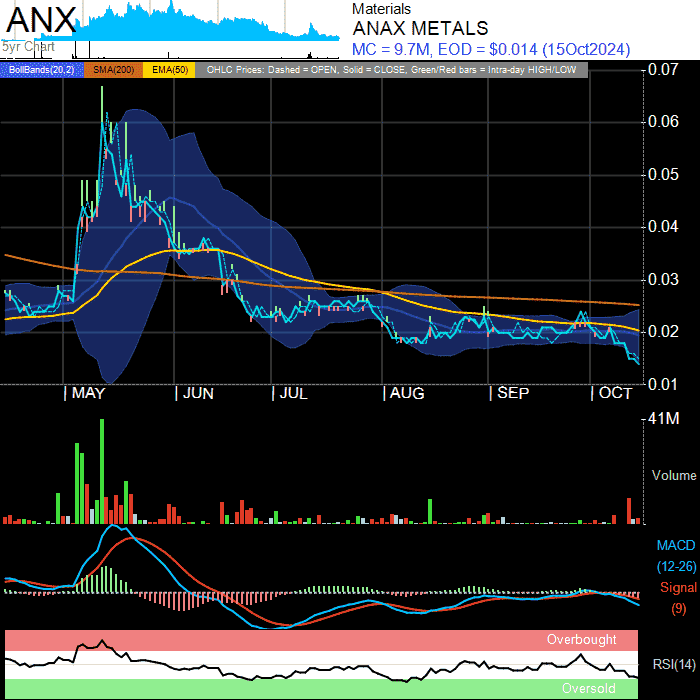 ANX
5yr Chart
Materials
ANAX METALS
MC = 9.7M, EOD = $0.014 (15Oct2024)
BollBands(20,2) SMA(200) EMA(50) OHLC Prices: Dashed = OPEN, Solid = CLOSE, Green/Red bars = Intra-day HIGH/LOW
0.07
0.06
0.05
0.04
0.03
0.02
0.01
| MAY | JUN | JUL | AUG | SEP | OCT
41M
Volume
MACD
(12-26)
Signal
(9)
Overbought
RSI(14)
Oversold